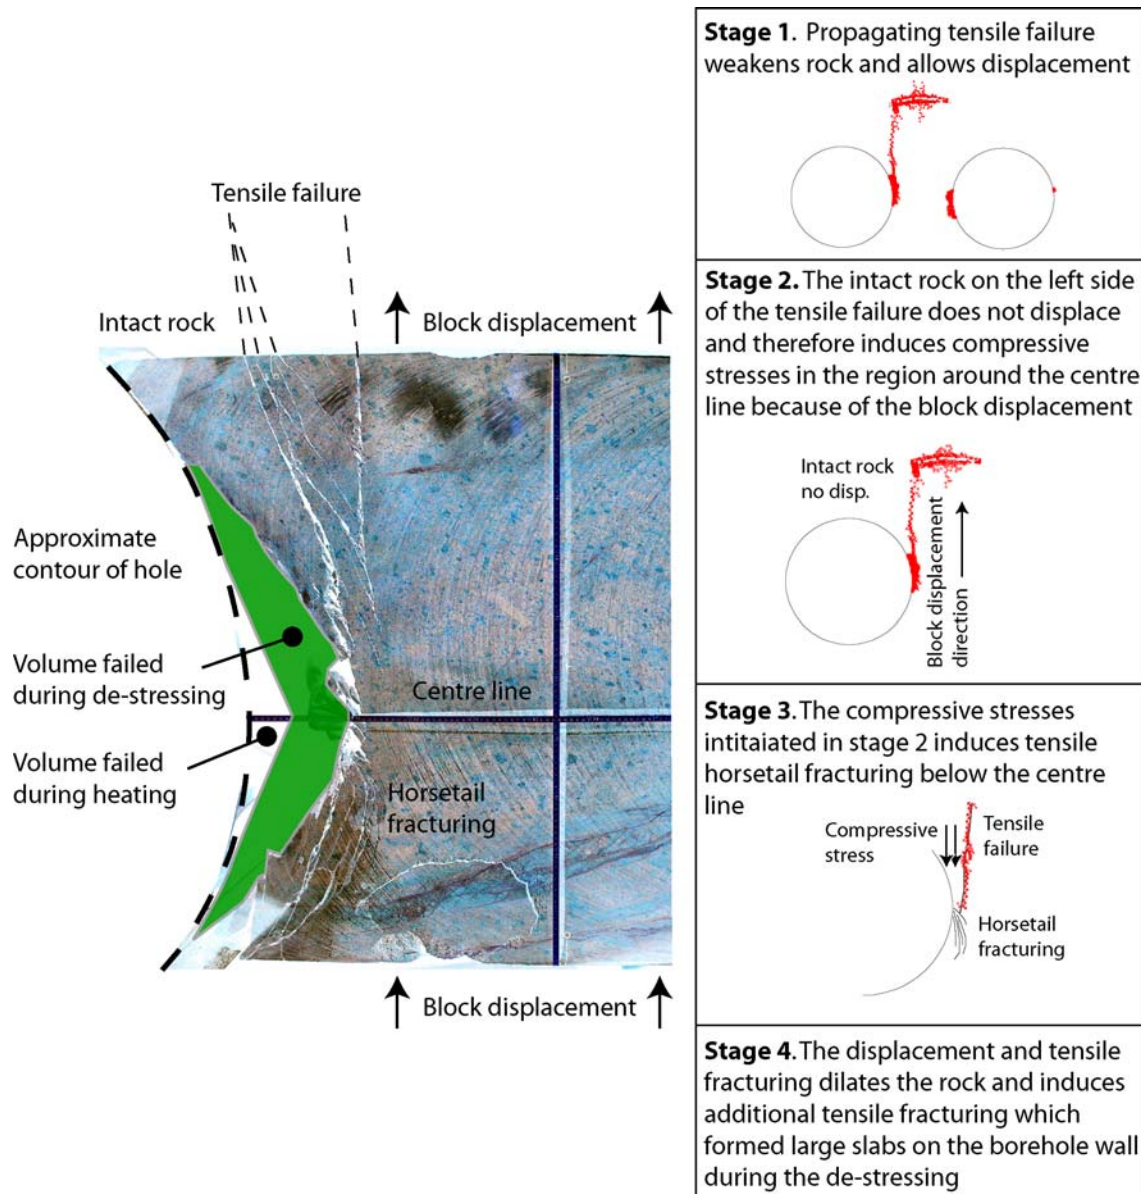 Tensile failure
Intact rock
Block displacement
Approximate
contour of hole
Volume failed
during de-stressing
Centre line
Volume failed
during heating
Horsetail
fracturing
Block displacement
Stage 1. Propagating tensile failure
weakens rock and allows displacement
Stage 2. The intact rock on the left side
of the tensile failure does not displace
and therefore induces compressive
stresses in the region around the centre
line because of the block displacement
Intact rock
no disp.
Block displacement
direction
Stage 3. The compressive stresses
intitaiated in stage 2 induces tensile
horsetail fracturing below the centre
line
Compressive
stress
Tensile
failure
Horsetail
fracturing
Stage 4. The displacement and tensile
fracturing dilates the rock and induces
additional tensile fracturing which
formed large slabs on the borehole wall
during the de-stressing